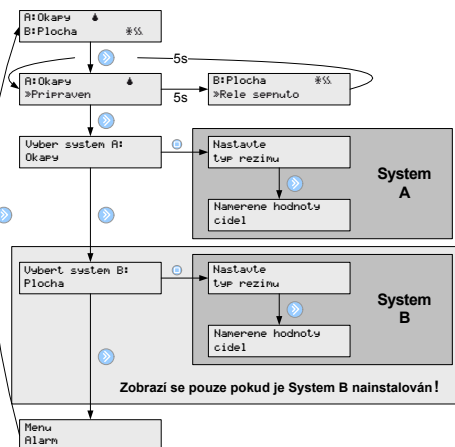 A:Okapy
B:Plocha
5s
A:Okapy
»Pripraven
5s
B:Plocha
»Rele sepnuto
Vyber system A:
Okapy
Nastavte
typ rezimu
System
A
Namerene hodnoty
cidel
Vybert system B:
Plocha
Nastavte
typ rezimu
System
B
Namerene hodnoty
cidel
Zobrazí se pouze pokud je System B nainstalován!
Menu
Alarm